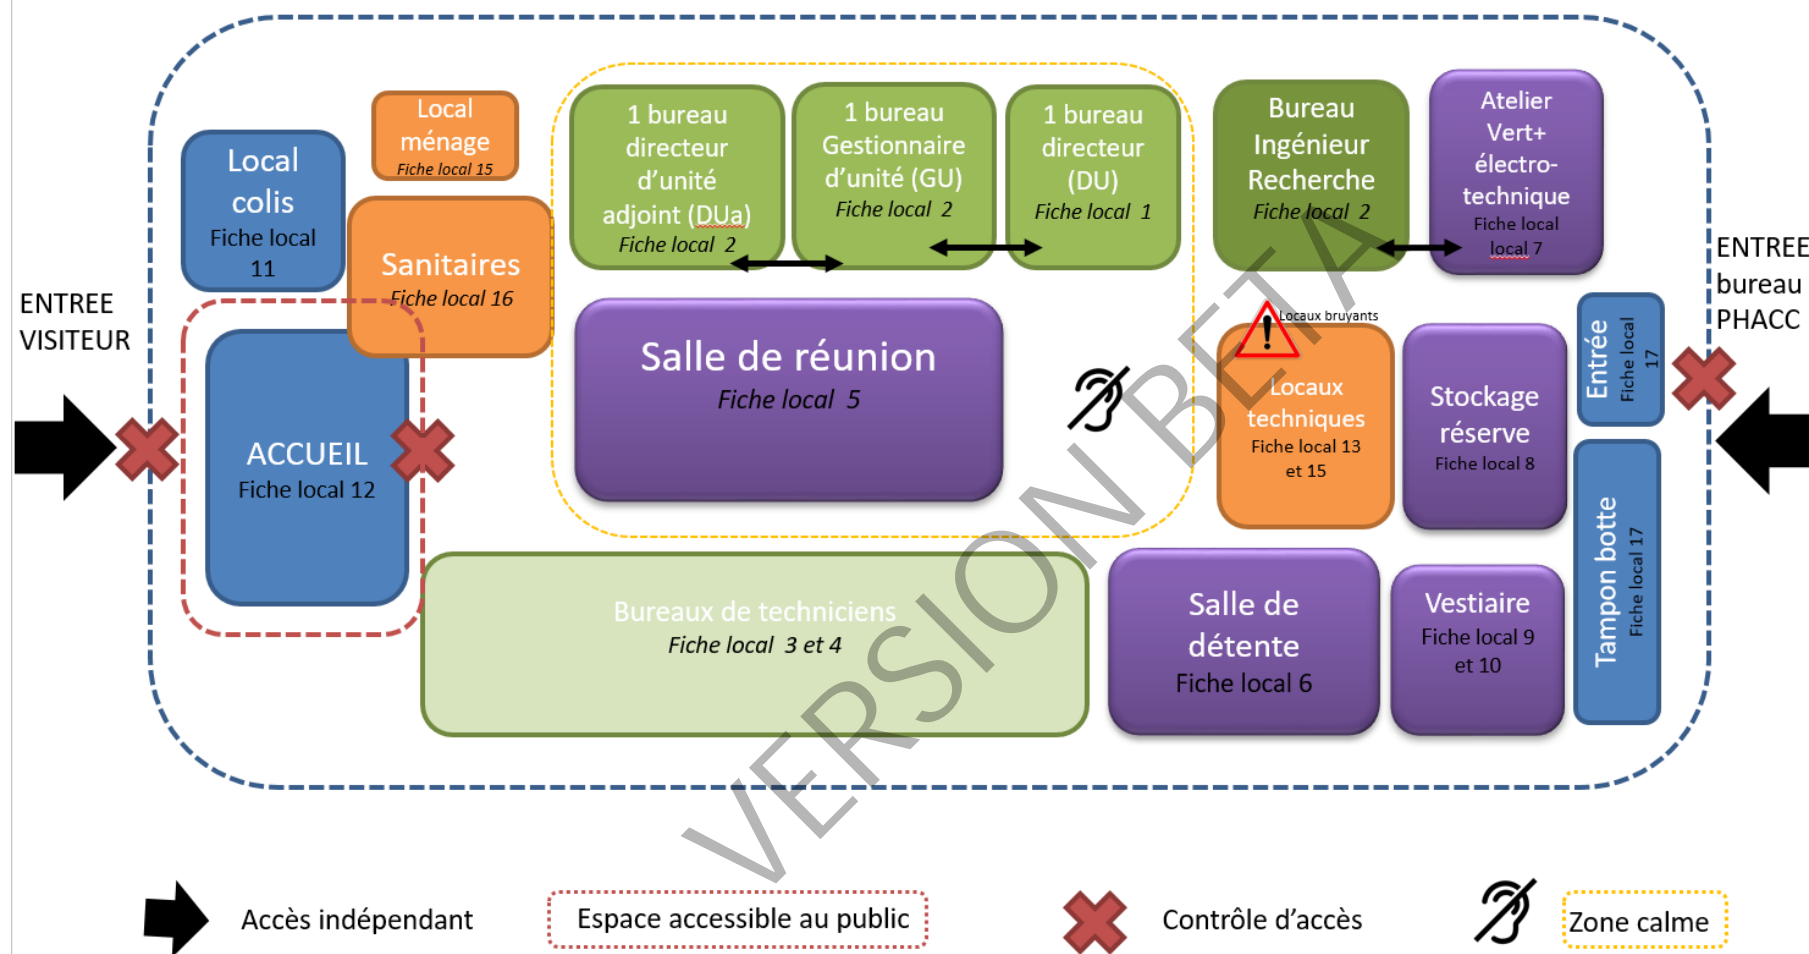 Local
ménage
Fiche local 15
Local
colis
Fiche local
11
Sanitaires
Fiche local 16
ENTREE
VISITEUR
ACCUEIL
Fiche local 12
1 bureau
directeur
d’unité
adjoint (DUa)
Fiche local  2
1 bureau
Gestionnaire
d’unité (GU)
Fiche local  2
1 bureau
directeur
(DU)
Fiche local  1
Salle de réunion
Fiche local  5
Bureau
Ingénieur
Recherche
Fiche local  2
Atelier
Vert+
électro-
technique
Fiche local
local 7
ENTREE
bureau
PHACC
Locaux bruyants
Locaux
techniques
Fiche local 13
et 15
Stockage
réserve
Fiche local 8
Entrée
Fiche local
17
Bureaux de techniciens
Fiche local  3 et 4
Salle de
détente
Fiche local 6
Vestiaire
Fiche local 9
et 10
Tampon botte
Fiche local 17
VERSION BETA
Accès indépendant
Espace accessible au public
Contrôle d’accès
Zone calme